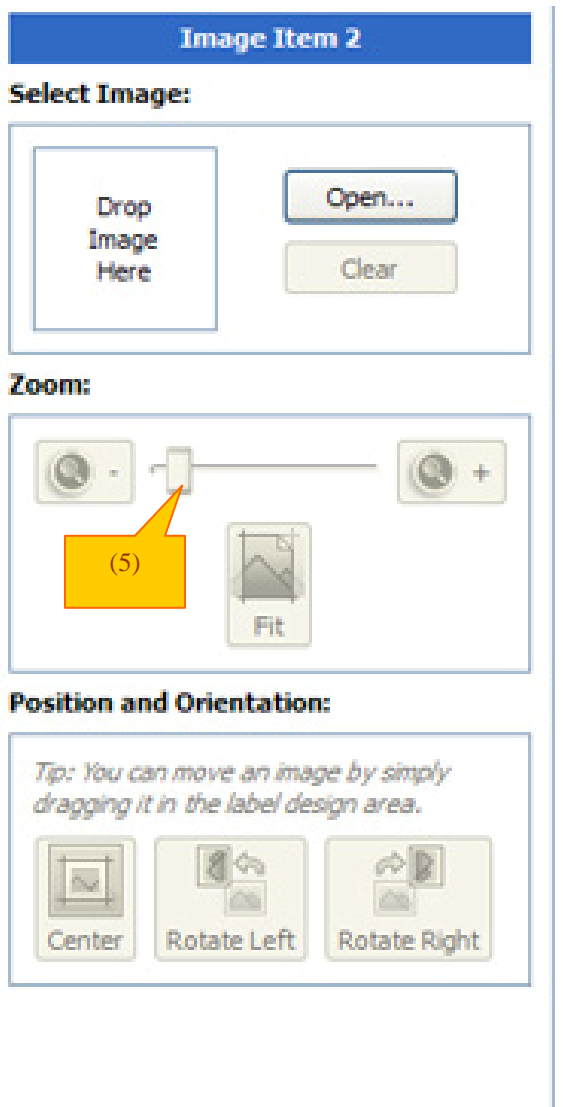 Image Item 2
Select Image:
Drop
Image
Here
Open...
Clear
Zoom:
-
+
(5)
Fit
Position and Orientation:
Tip: You can move an image by simply
dragging it in the label design area.
Center
Rotate Left
Rotate Right